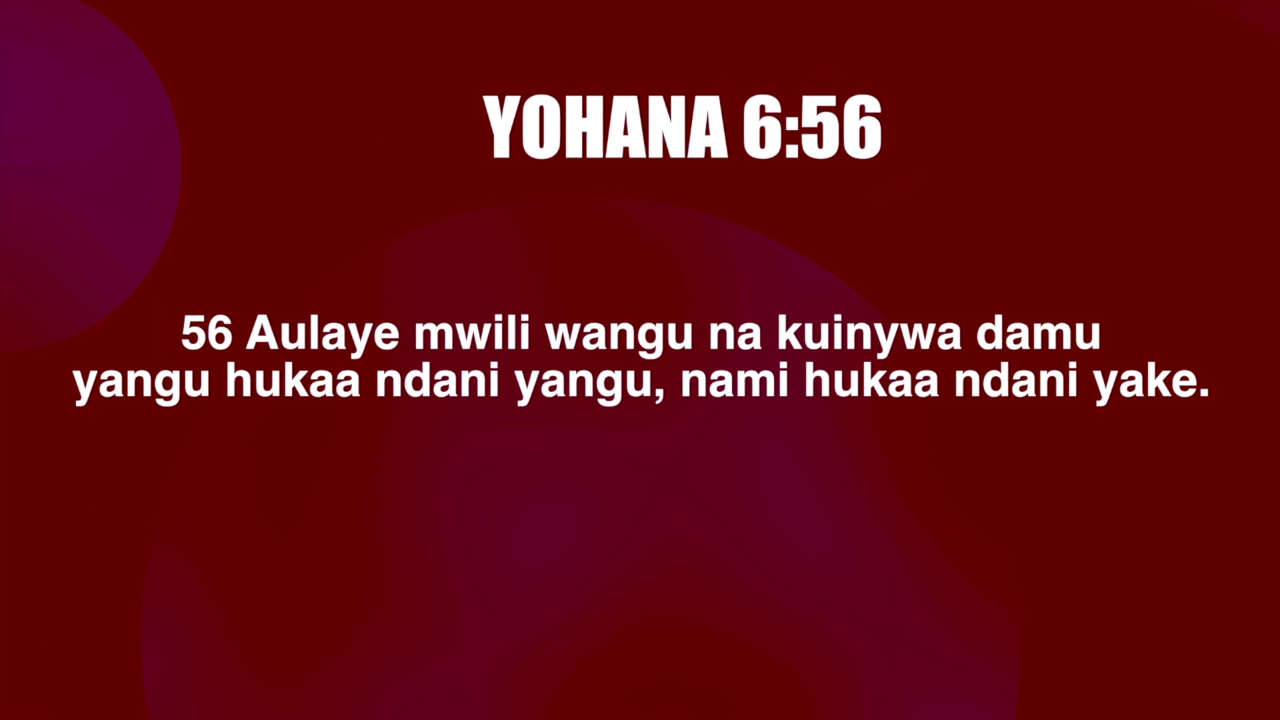 YOHANA 6:56
56 Aulaye mwili wangu na kuinywa damu
yangu hukaa ndani yangu, nami hukaa ndani yake.